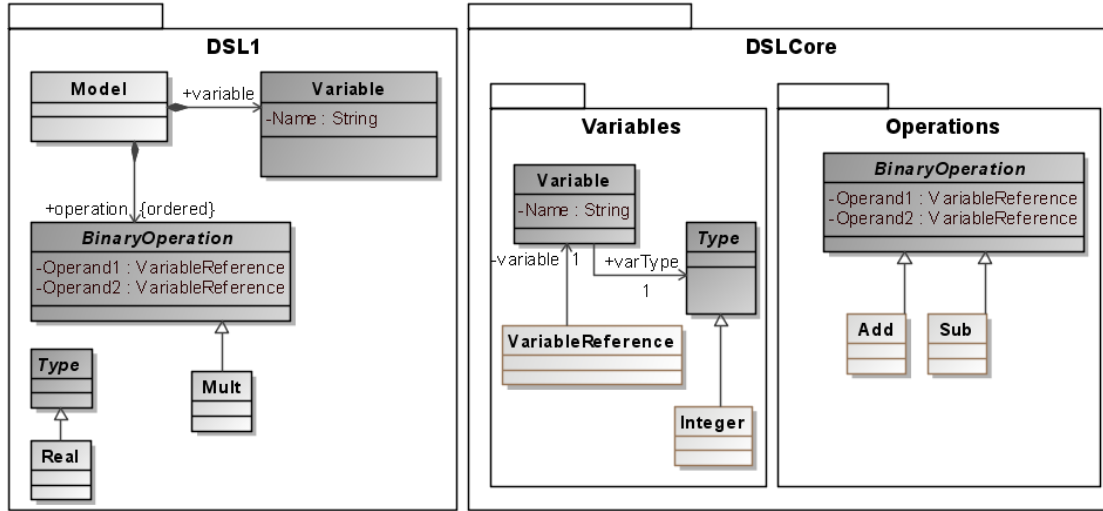 DSL1
Model
+variable
Variable
-Name : String
+operation {ordered}
BinaryOperation
-Operand1 : VariableReference
-Operand2 : VariableReference
Type
Mult
Real
DSLCore
Variables
Variable
-Name : String
-variable 1
+varType
1
Type
VariableReference
Integer
Operations
BinaryOperation
-Operand1 : VariableReference
-Operand2 : VariableReference
Add
Sub